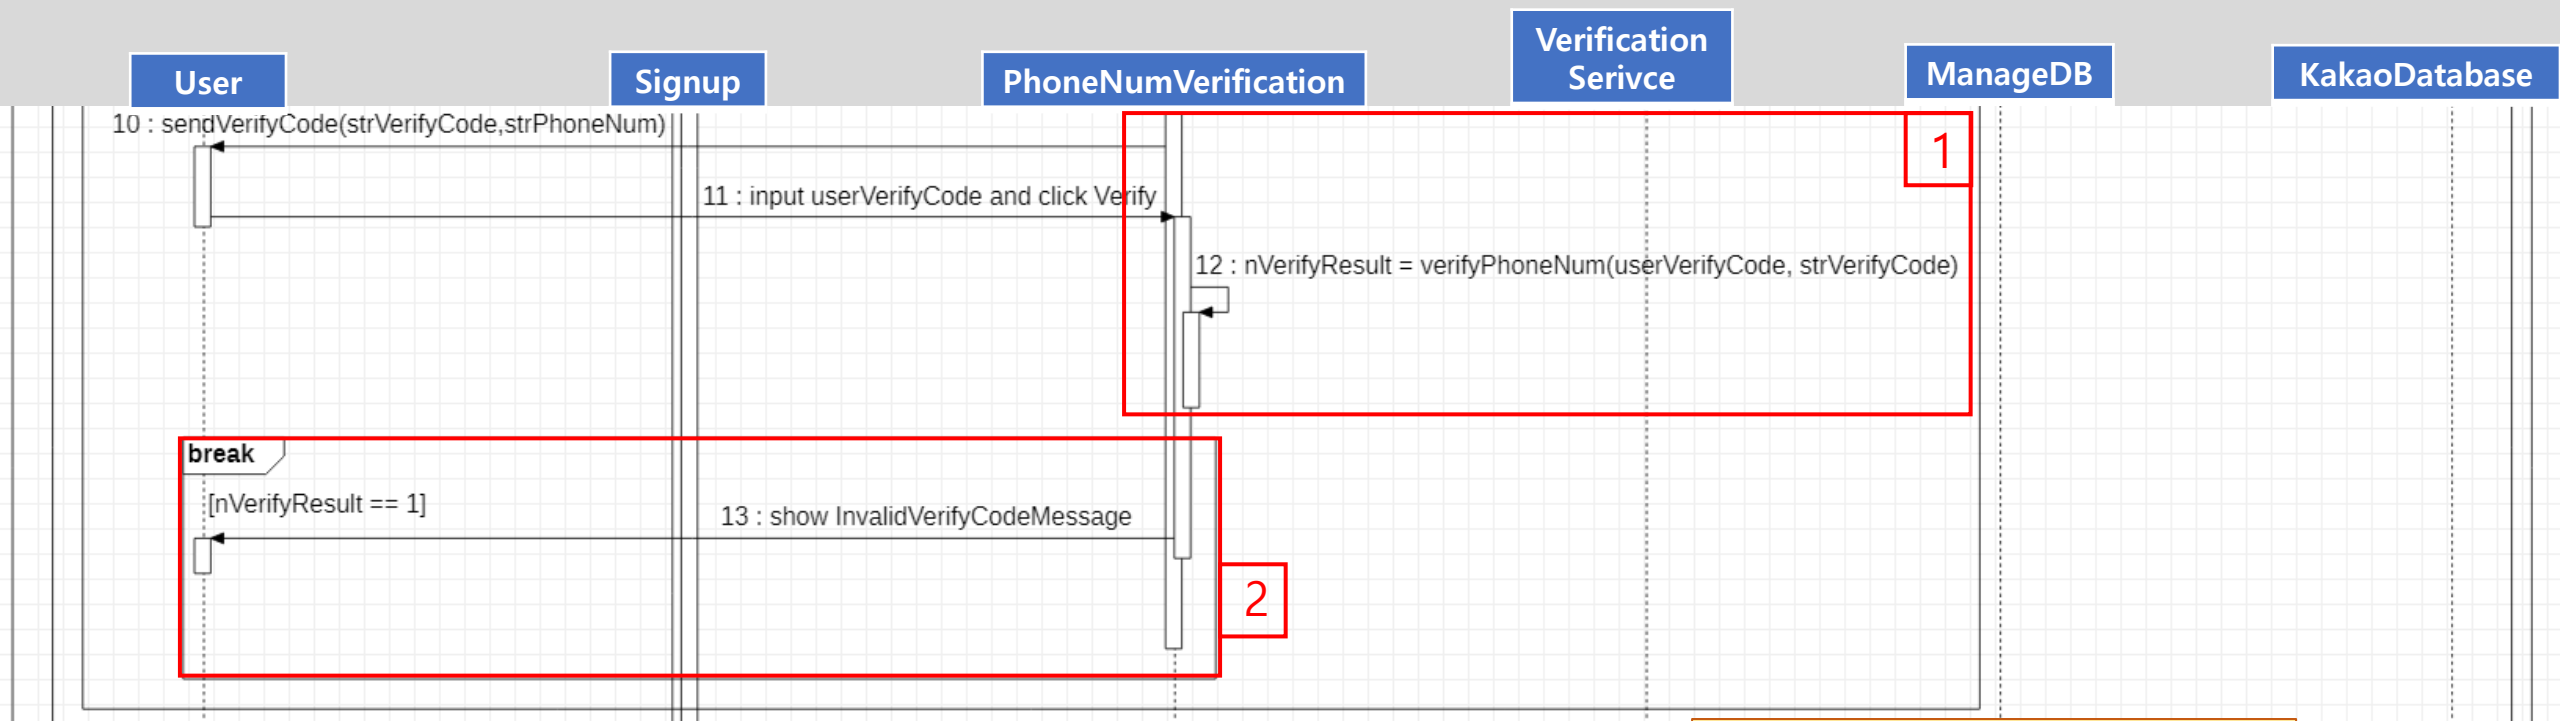 User
Signup
PhoneNumVerification
Verification
Serivce
ManageDB
KakaoDatabase
10 : sendVerifyCode(strVerifyCode,strPhoneNum)
1
11 : input userVerifyCode and click Verify
12 : nVerifyResult = verifyPhoneNum(userVerifyCode, strVerifyCode)
break
[nVerifyResult == 1]
13 : show InvalidVerifyCodeMessage
2